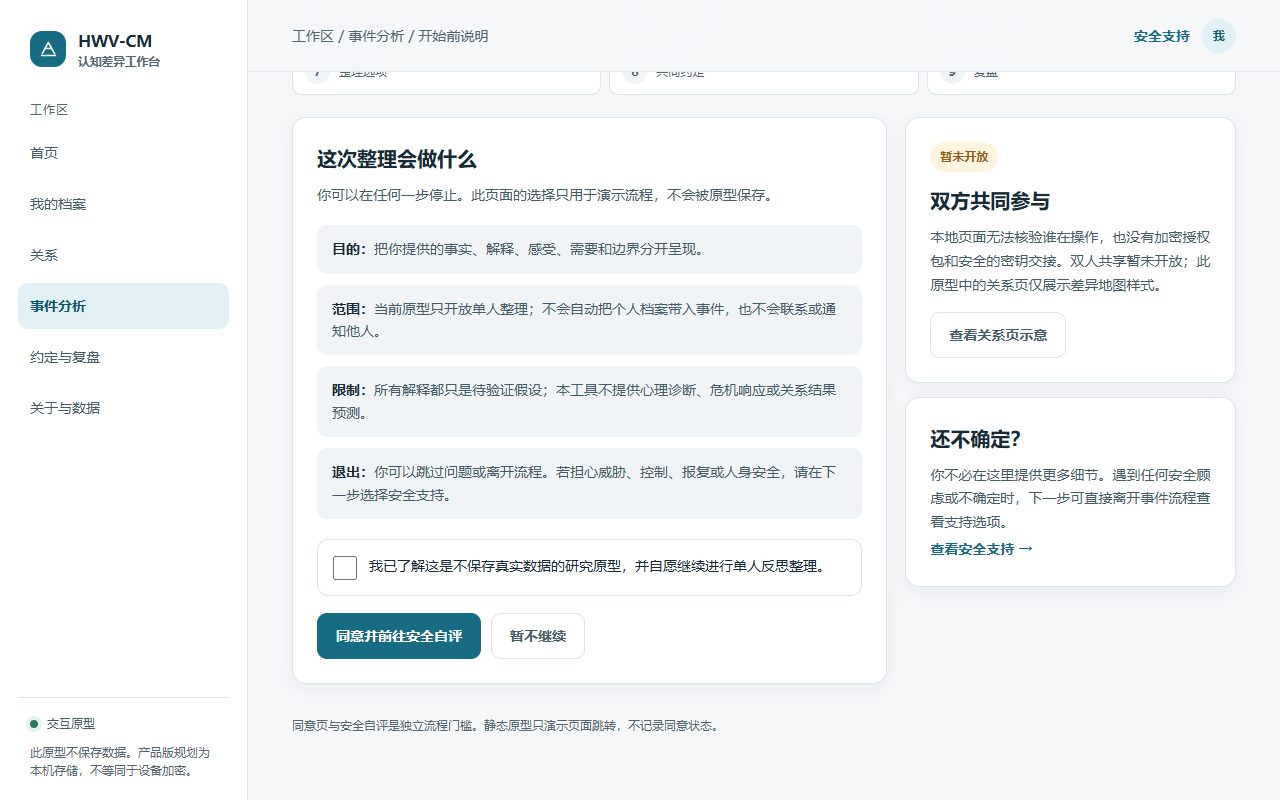 HWV-CM
认知差异工作台
工作区
首页
我的档案
关系
事件分析
约定与复盘
关于与数据
交互原型
此原型不保存数据。产品版规划为
本机存储，不等同于设备加密。
工作区 / 事件分析 / 开始前说明
安全支持
我
7 整理选项
8 共同约定
9 复盘
这次整理会做什么
你可以在任何一步停止。此页面的选择只用于演示流程，不会被原型保存。
目的：把你提供的事实、解释、感受、需要和边界分开呈现。
范围：当前原型只开放单人整理；不会自动把个人档案带入事件，也不会联系或通
知他人。
限制：所有解释都只是待验证假设；本工具不提供心理诊断、危机响应或关系结果
预测。
退出：你可以跳过问题或离开流程。若担心威胁、控制、报复或人身安全，请在下
一步选择安全支持。
我已了解这是不保存真实数据的研究原型，并自愿继续进行单人反思整理。
同意并前往安全自评
暂不继续
暂未开放
双方共同参与
本地页面无法核验谁在操作，也没有加密授权
包和安全的密钥交接。双人共享暂未开放；此
原型中的关系页仅展示差异地图样式。
查看关系页示意
还不确定？
你不必在这里提供更多细节。遇到任何安全顾
虑或不确定时，下一步可直接离开事件流程查
看支持选项。
查看安全支持 →
同意页与安全自评是独立流程门槛。静态原型只演示页面跳转，不记录同意状态。